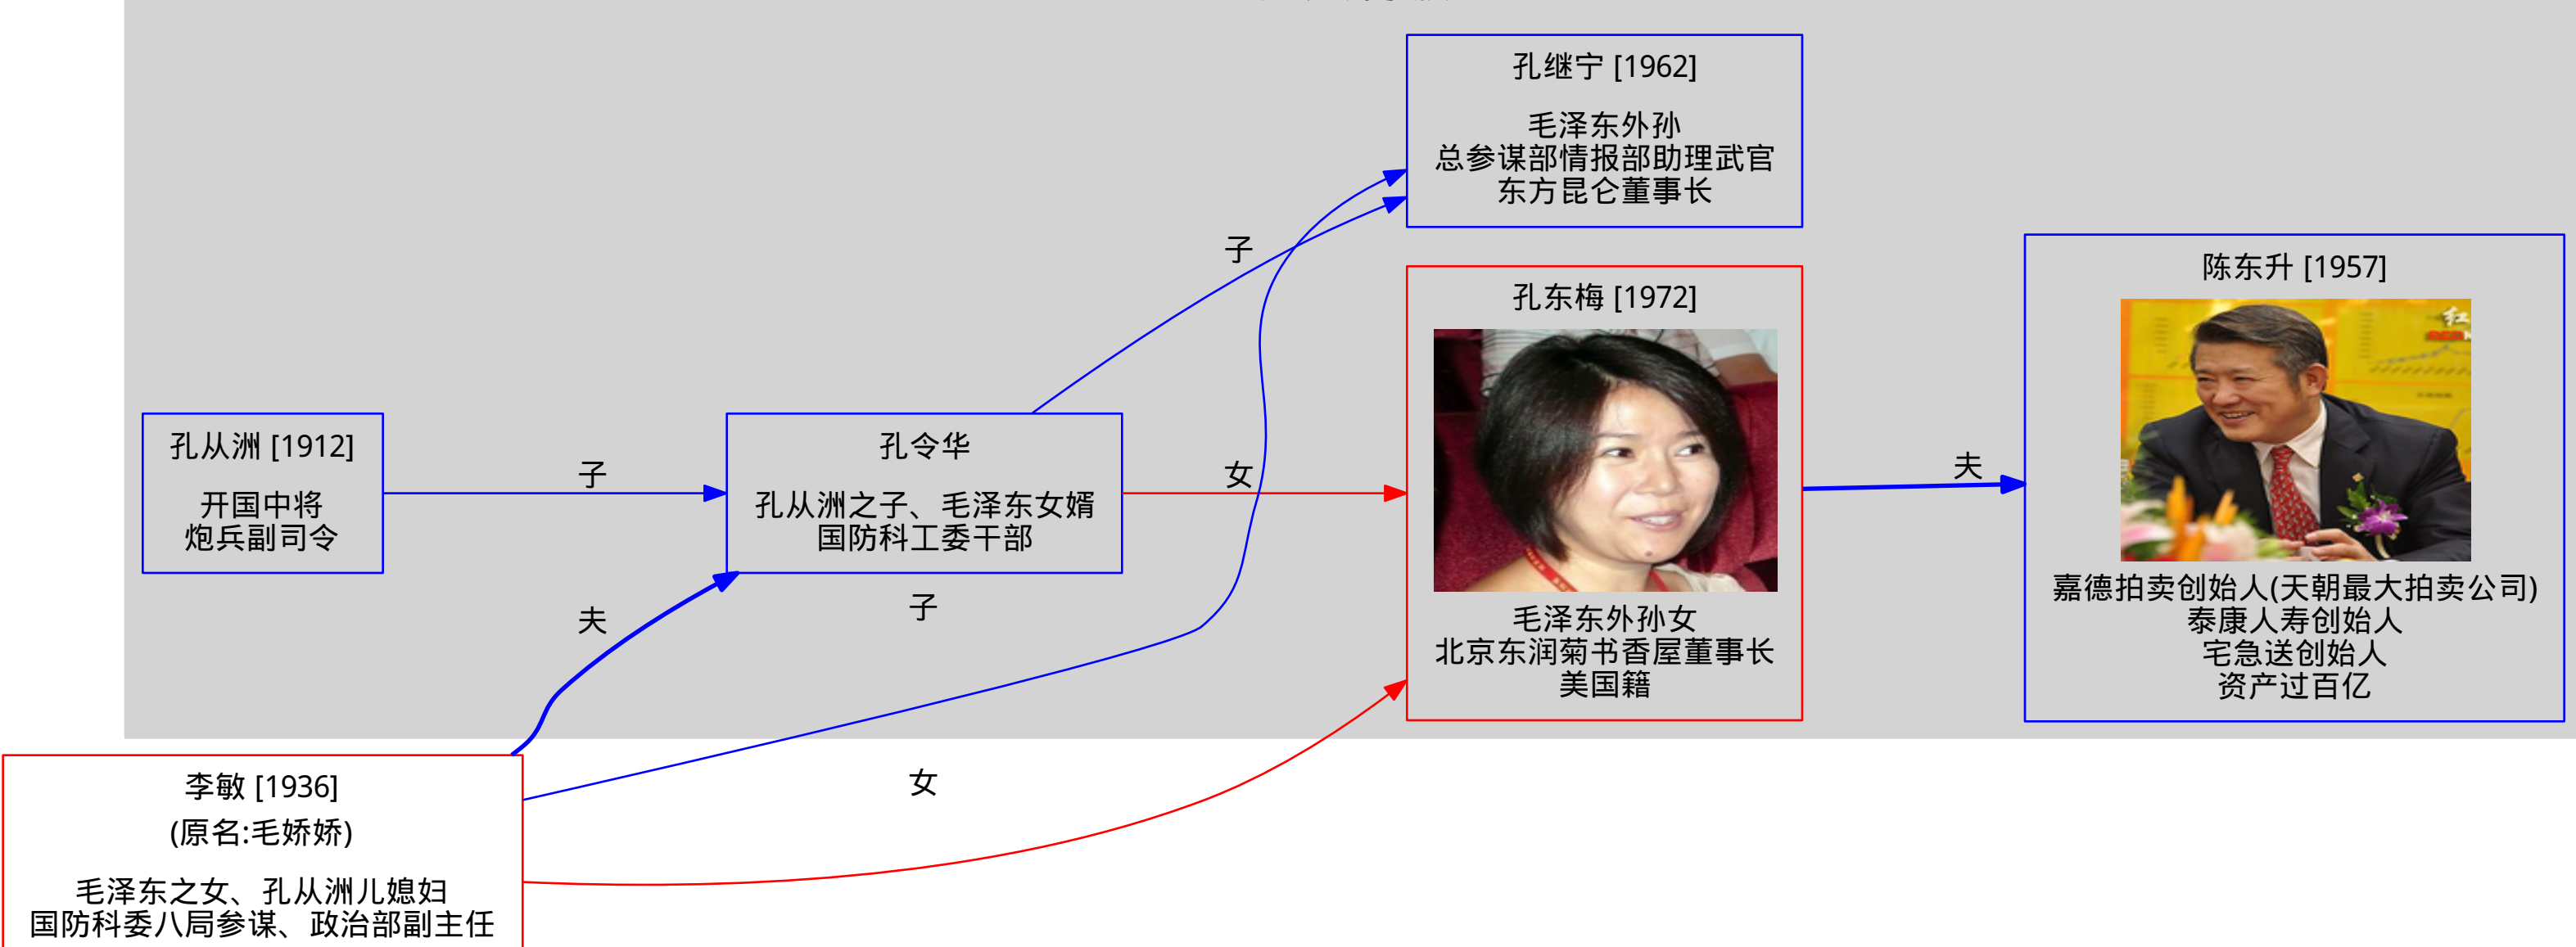 孔继宁 [1962]
毛泽东外孙
总参谋部情报部助理武官
东方昆仑董事长
子
孔东梅 [1972]
毛泽东外孙女
北京东润菊书香屋董事长
美国籍
陈东升 [1957]
红
嘉德拍卖创始人(天朝最大拍卖公司)
泰康人寿创始人
宅急送创始人
资产过百亿
夫
孔从洲 [1912]
开国中将
炮兵副司令
子
孔令华
孔从洲之子、毛泽东女婿
国防科工委干部
女
夫
子
女
李敏 [1936]
(原名:毛娇娇)
毛泽东之女、孔从洲儿媳妇
国防科委八局参谋、政治部副主任